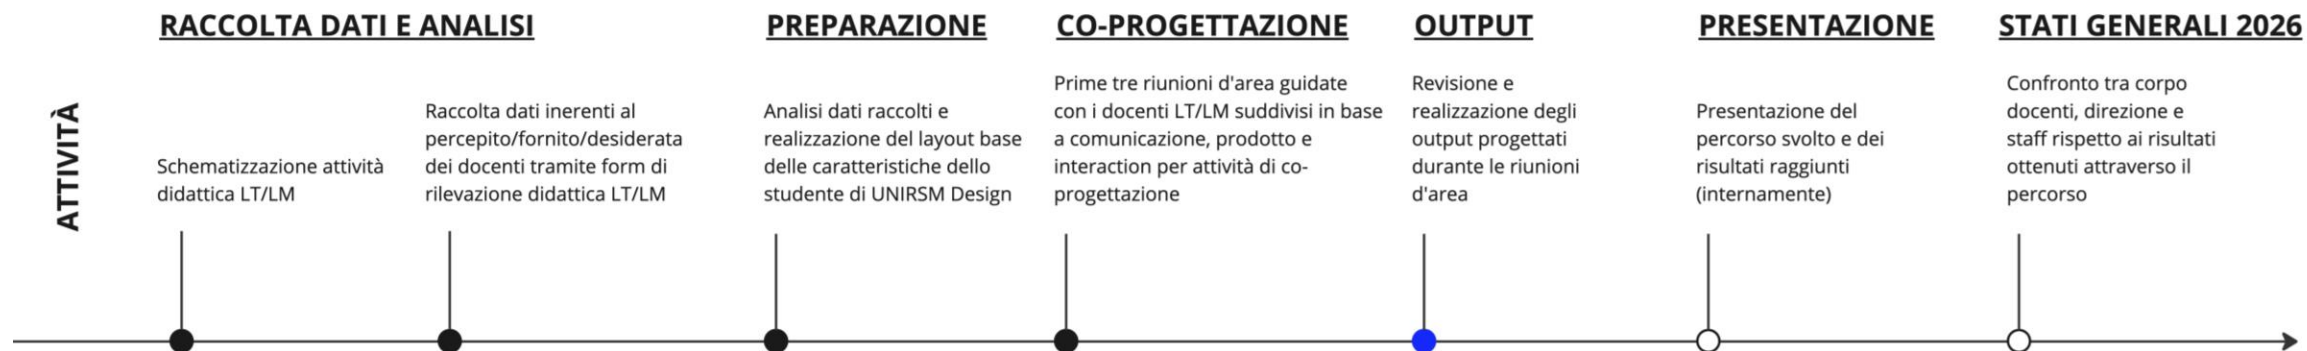 RACCOLTA DATI E ANALISI
PREPARAZIONE
CO-PROGETTAZIONE
OUTPUT
PRESENTAZIONE
STATI GENERALI 2026
ATTIVITÀ
Schematizzazione attività
didattica LT/LM
Raccolta dati inerenti al
percepito/fornito/desiderata
dei docenti tramite form di
rilevazione didattica LT/LM
Analisi dati raccolti e
realizzazione del layout base
delle caratteristiche dello
studente di UNIRSM Design
Prime tre riunioni d'area guidate
con i docenti LT/LM suddivisi in base
a comunicazione, prodotto e
interaction per attività di co-
progettazione
Revisione e
realizzazione degli
output progettati
durante le riunioni
d'area
Presentazione del
percorso svolto e dei
risultati raggiunti
(internamente)
Confronto tra corpo
docenti, direzione e
staff rispetto ai risultati
ottenuti attraverso il
percorso